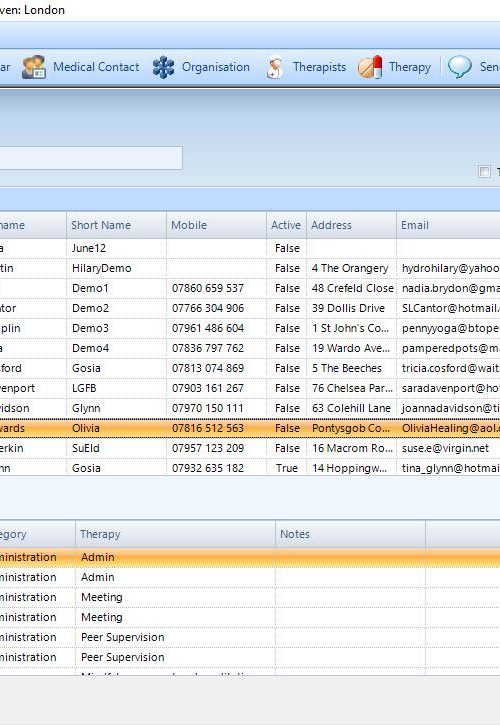 ven: London
ar Medical Contact Organisation Therapists Therapy Sen
T
name Short Name Mobile Active Address Email
a June12 False
tin HilaryDemo False 4 The Orangery hydrohilary@yahoo
Demo1 07860 659 537 False 48 Crefeld Close nadia.brydon@gma
tor Demo2 07766 304 906 False 39 Dollis Drive SLCantor@hotmail.
plin Demo3 07961 486 604 False 1 St John's Co... pennyyoga@btope
a Demo4 07836 797 762 False 19 Wardo Ave... pamperedpots@m
sford Gosia 07813 074 869 False 5 The Beeches tricia.cosford@wait
venport LGFB 07903 161 267 False 76 Chelsea Par... saradavenport@ho
vidson Glynn 07970 150 111 False 63 Colehill Lane joannadavidson@ti
wards Olivia 07816 512 563 False Pontysgob Co... OliviaHealing@aol.c
erkin SuEld 07957 123 209 False 16 Macrom Ro... suse.e@virgin.net
nn Gosia 07932 635 182 True 14 Hoppingw... tina_glynn@hotmai
egory Therapy Notes
ministration Admin
ministration Admin
ministration Meeting
ministration Meeting
ministration Peer Supervision
ministration Peer Supervision